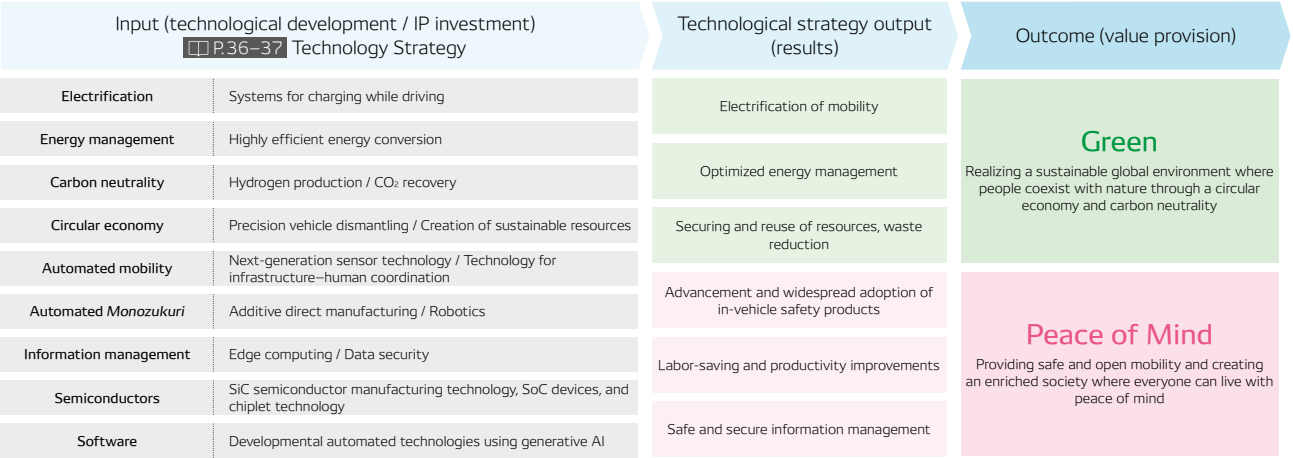 Input (technological development / IP investment)
P.36–37 Technology Strategy
Technological strategy output
(results)
Outcome (value provision)
Electrification
Systems for charging while driving
Energy management
Highly efficient energy conversion
Carbon neutrality
Hydrogen production / CO₂ recovery
Circular economy
Precision vehicle dismantling / Creation of sustainable resources
Automated mobility
Next-generation sensor technology / Technology for
infrastructure–human coordination
Automated Monozukuri
Additive direct manufacturing / Robotics
Information management
Edge computing / Data security
Semiconductors
SiC semiconductor manufacturing technology, SoC devices, and
chiplet technology
Software
Developmental automated technologies using generative AI
Electrification of mobility
Optimized energy management
Securing and reuse of resources, waste
reduction
Advancement and widespread adoption of
in-vehicle safety products
Labor-saving and productivity improvements
Safe and secure information management
Green
Realizing a sustainable global environment where
people coexist with nature through a circular
economy and carbon neutrality
Peace of Mind
Providing safe and open mobility and creating
an enriched society where everyone can live with
peace of mind